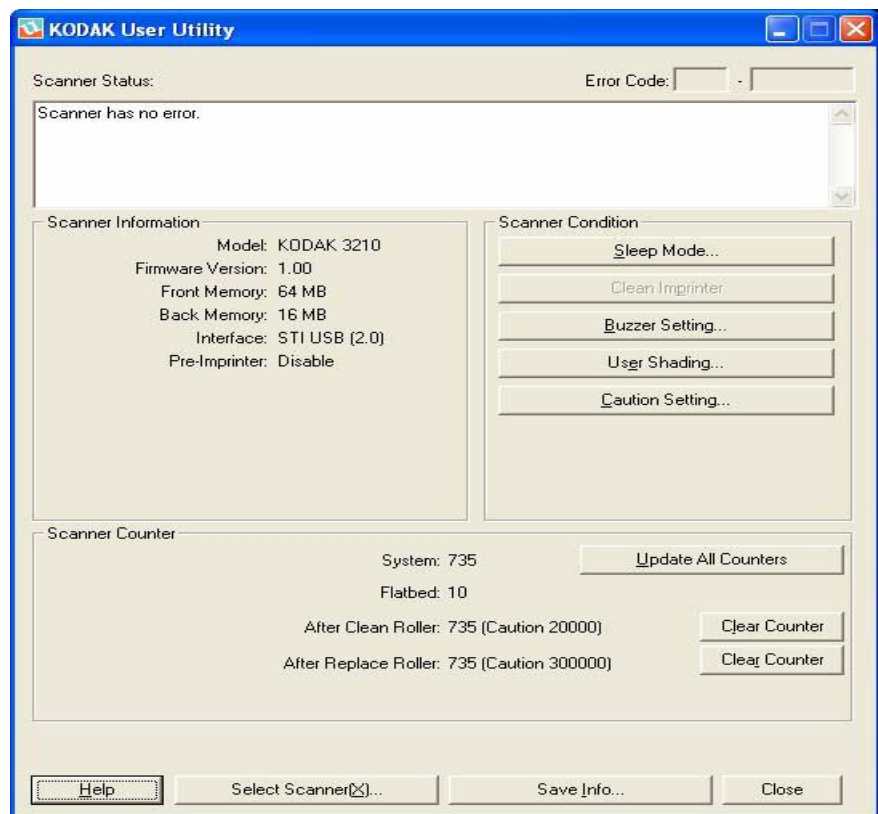 KODAK User Utility
Scanner Status:
Error Code: -
Scanner has no error.
Scanner Information
Model: KODAK 3210
Firmware Version: 1.00
Front Memory: 64 MB
Back Memory: 16 MB
Interface: STI USB (2.0)
Pre-Imprinter: Disable
Scanner Condition
Sleep Mode...
Clean Imprinter
Buzzer Setting...
User Shading...
Caution Setting...
Scanner Counter
System: 735
Update All Counters
Flatbed: 10
After Clean Roller: 735 (Caution 20000)
Clear Counter
After Replace Roller: 735 (Caution 300000)
Clear Counter
Help
Select Scanner(X)...
Save Info...
Close